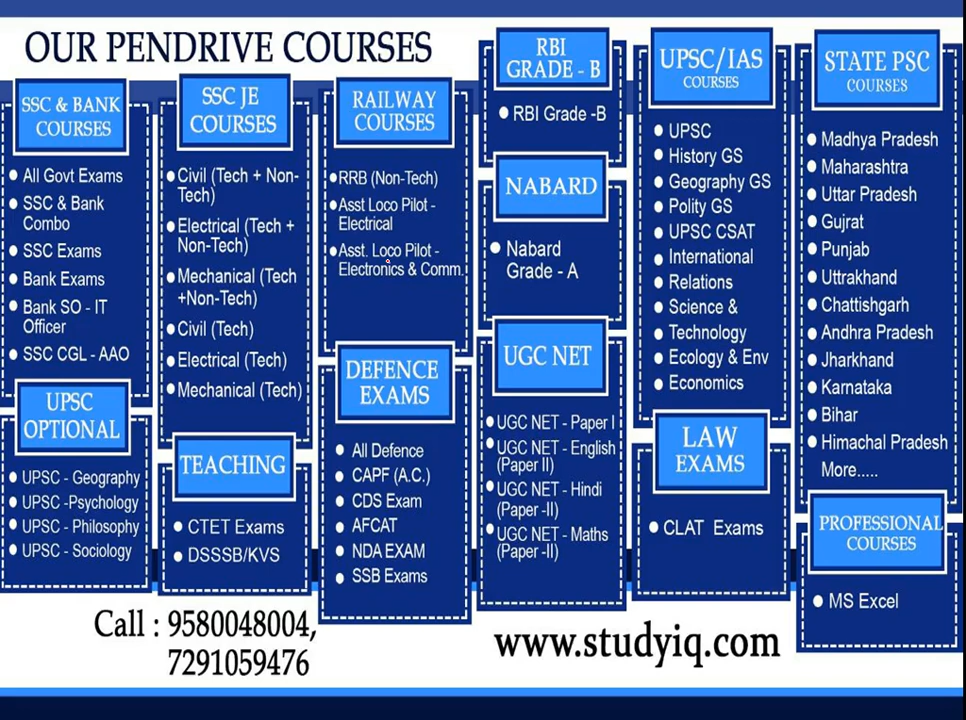 OUR PENDRIVE COURSES
SSC & BANK
COURSES
All Govt Exams
SSC & Bank
Combo
SSC Exams
Bank Exams
Bank SO - IT
Officer
SSC CGL - AAO
UPSC
OPTIONAL
UPSC - Geography
UPSC -Psychology
UPSC - Philosophy
UPSC - Sociology
SSC JE
COURSES
Civil (Tech + Non-
Tech)
Electrical (Tech +
Non-Tech)
Mechanical (Tech
+Non-Tech)
Civil (Tech)
Electrical (Tech)
Mechanical (Tech)
TEACHING
CTET Exams
DSSSB/KVS
RAILWAY
COURSES
RRB (Non-Tech)
Asst Loco Pilot -
Electrical
Asst. Loco Pilot -
Electronics & Comm.
DEFENCE
EXAMS
All Defence
CAPF (A.C.)
CDS Exam
AFCAT
NDA EXAM
SSB Exams
RBI
GRADE - B
RBI Grade -B
NABARD
Nabard
Grade - A
UGC NET
UGC NET - Paper I
UGC NET - English
(Paper II)
UGC NET - Hindi
(Paper -II)
UGC NET - Maths
(Paper -II)
UPSC/IAS
COURSES
UPSC
History GS
Geography GS
Polity GS
UPSC CSAT
International
Relations
Science &
Technology
Ecology & Env
Economics
LAW
EXAMS
CLAT Exams
STATE PSC
COURSES
Madhya Pradesh
Maharashtra
Uttar Pradesh
Gujrat
Punjab
Uttrakhand
Chattishgarh
Andhra Pradesh
Jharkhand
Karnataka
Bihar
Himachal Pradesh
More.....
PROFESSIONAL
COURSES
MS Excel
Call : 9580048004,
7291059476
www.studyiq.com